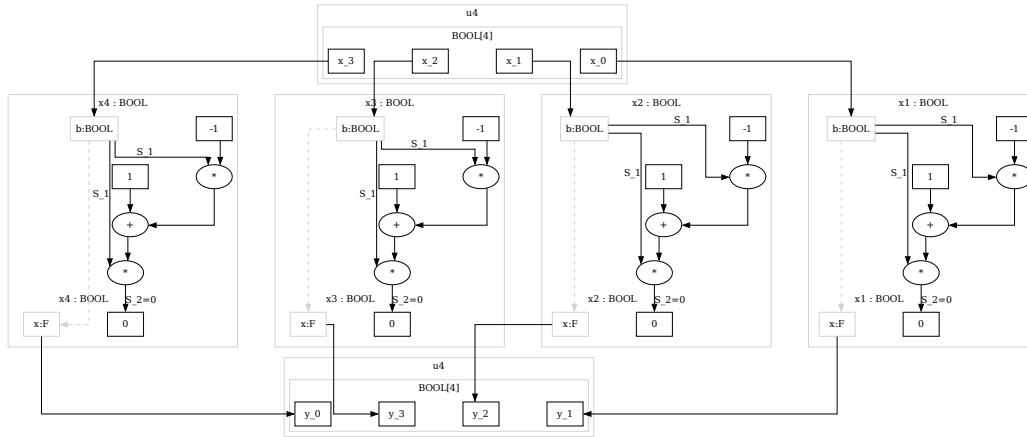 u4
BOOL[4]
x_3 x_2 x_1 x_0
x4 : BOOL x3 : BOOL x2 : BOOL x1 : BOOL
b:BOOL -1 b:BOOL -1 b:BOOL -1 b:BOOL -1
S_1 S_1 S_1 S_1
1 * 1 * 1 * 1 *
S_1 S_1 S_1 S_1
+ + + +
* * * *
x4 : BOOL S_2=0 x3 : BOOL S_2=0 x2 : BOOL S_2=0 x1 : BOOL S_2=0
x:F 0 x:F 0 x:F 0 x:F 0
u4
BOOL[4]
y_0 y_3 y_2 y_1